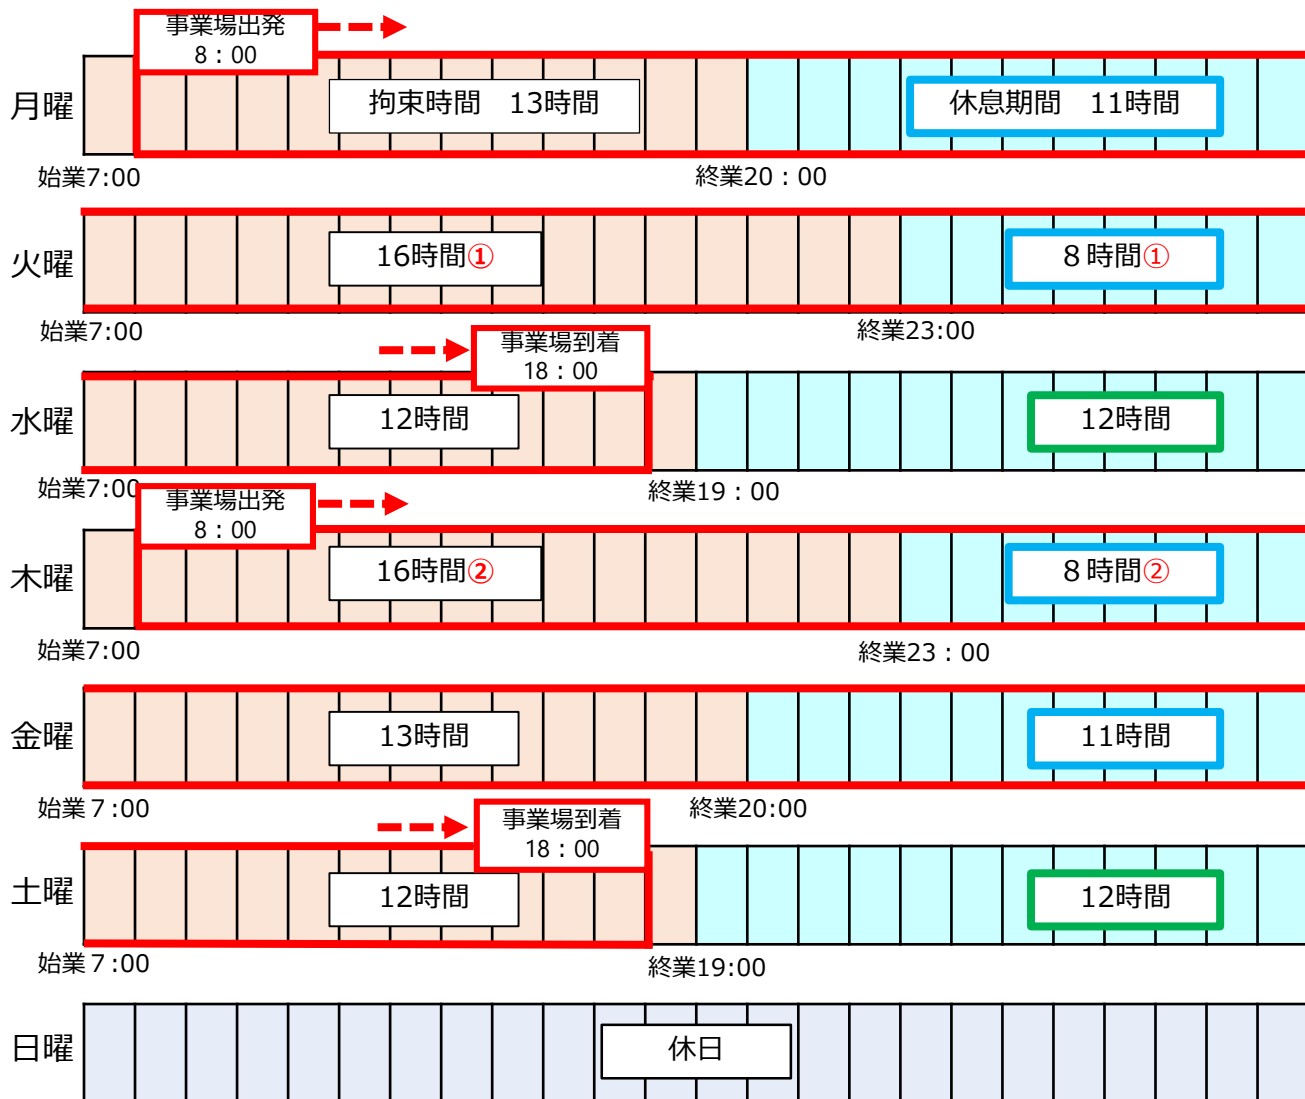 事業場出発
8：00
月曜
拘束時間　13時間
休息期間　11時間
始業7:00
終業20：00
火曜
16時間①
８時間①
始業7:00
終業23:00
事業場到着
18：00
水曜
12時間
12時間
始業7:00
終業19：00
事業場出発
8：00
木曜
16時間②
８時間②
始業7:00
終業23：00
金曜
13時間
11時間
始業７:00
終業20:00
事業場到着
18：00
土曜
12時間
12時間
始業７:00
終業19:00
日曜
休日